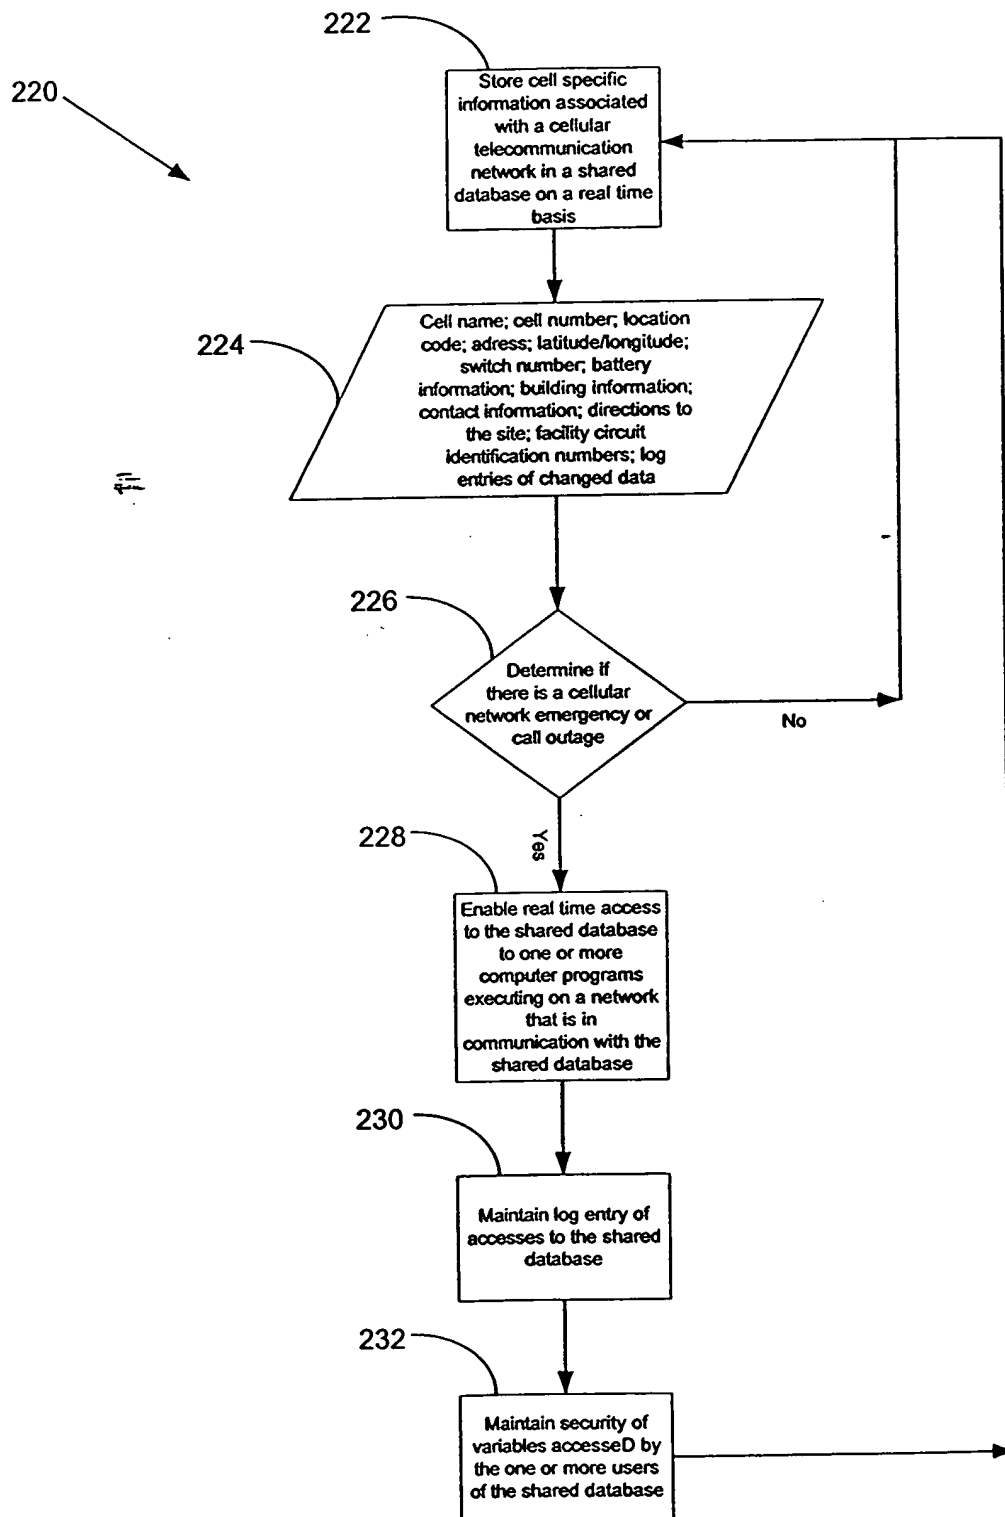 222
220
Store cell specific
information associated
with a cellular
telecommunication
network in a shared
database on a real time
basis
224
Cell name; cell number; location
code; adress; latitude/longitude;
switch number; battery
information; building information;
contact information; directions to
the site; facility circuit
identification numbers; log
entries of changed data
226
Determine if
there is a cellular
network emergency or
call outage
No
Yes
228
Enable real time access
to the shared database
to one or more
computer programs
executing on a network
that is in
communication with the
shared database
230
Maintain log entry of
accesses to the shared
database
232
Maintain security of
variables accesseD by
the one or more users
of the shared database